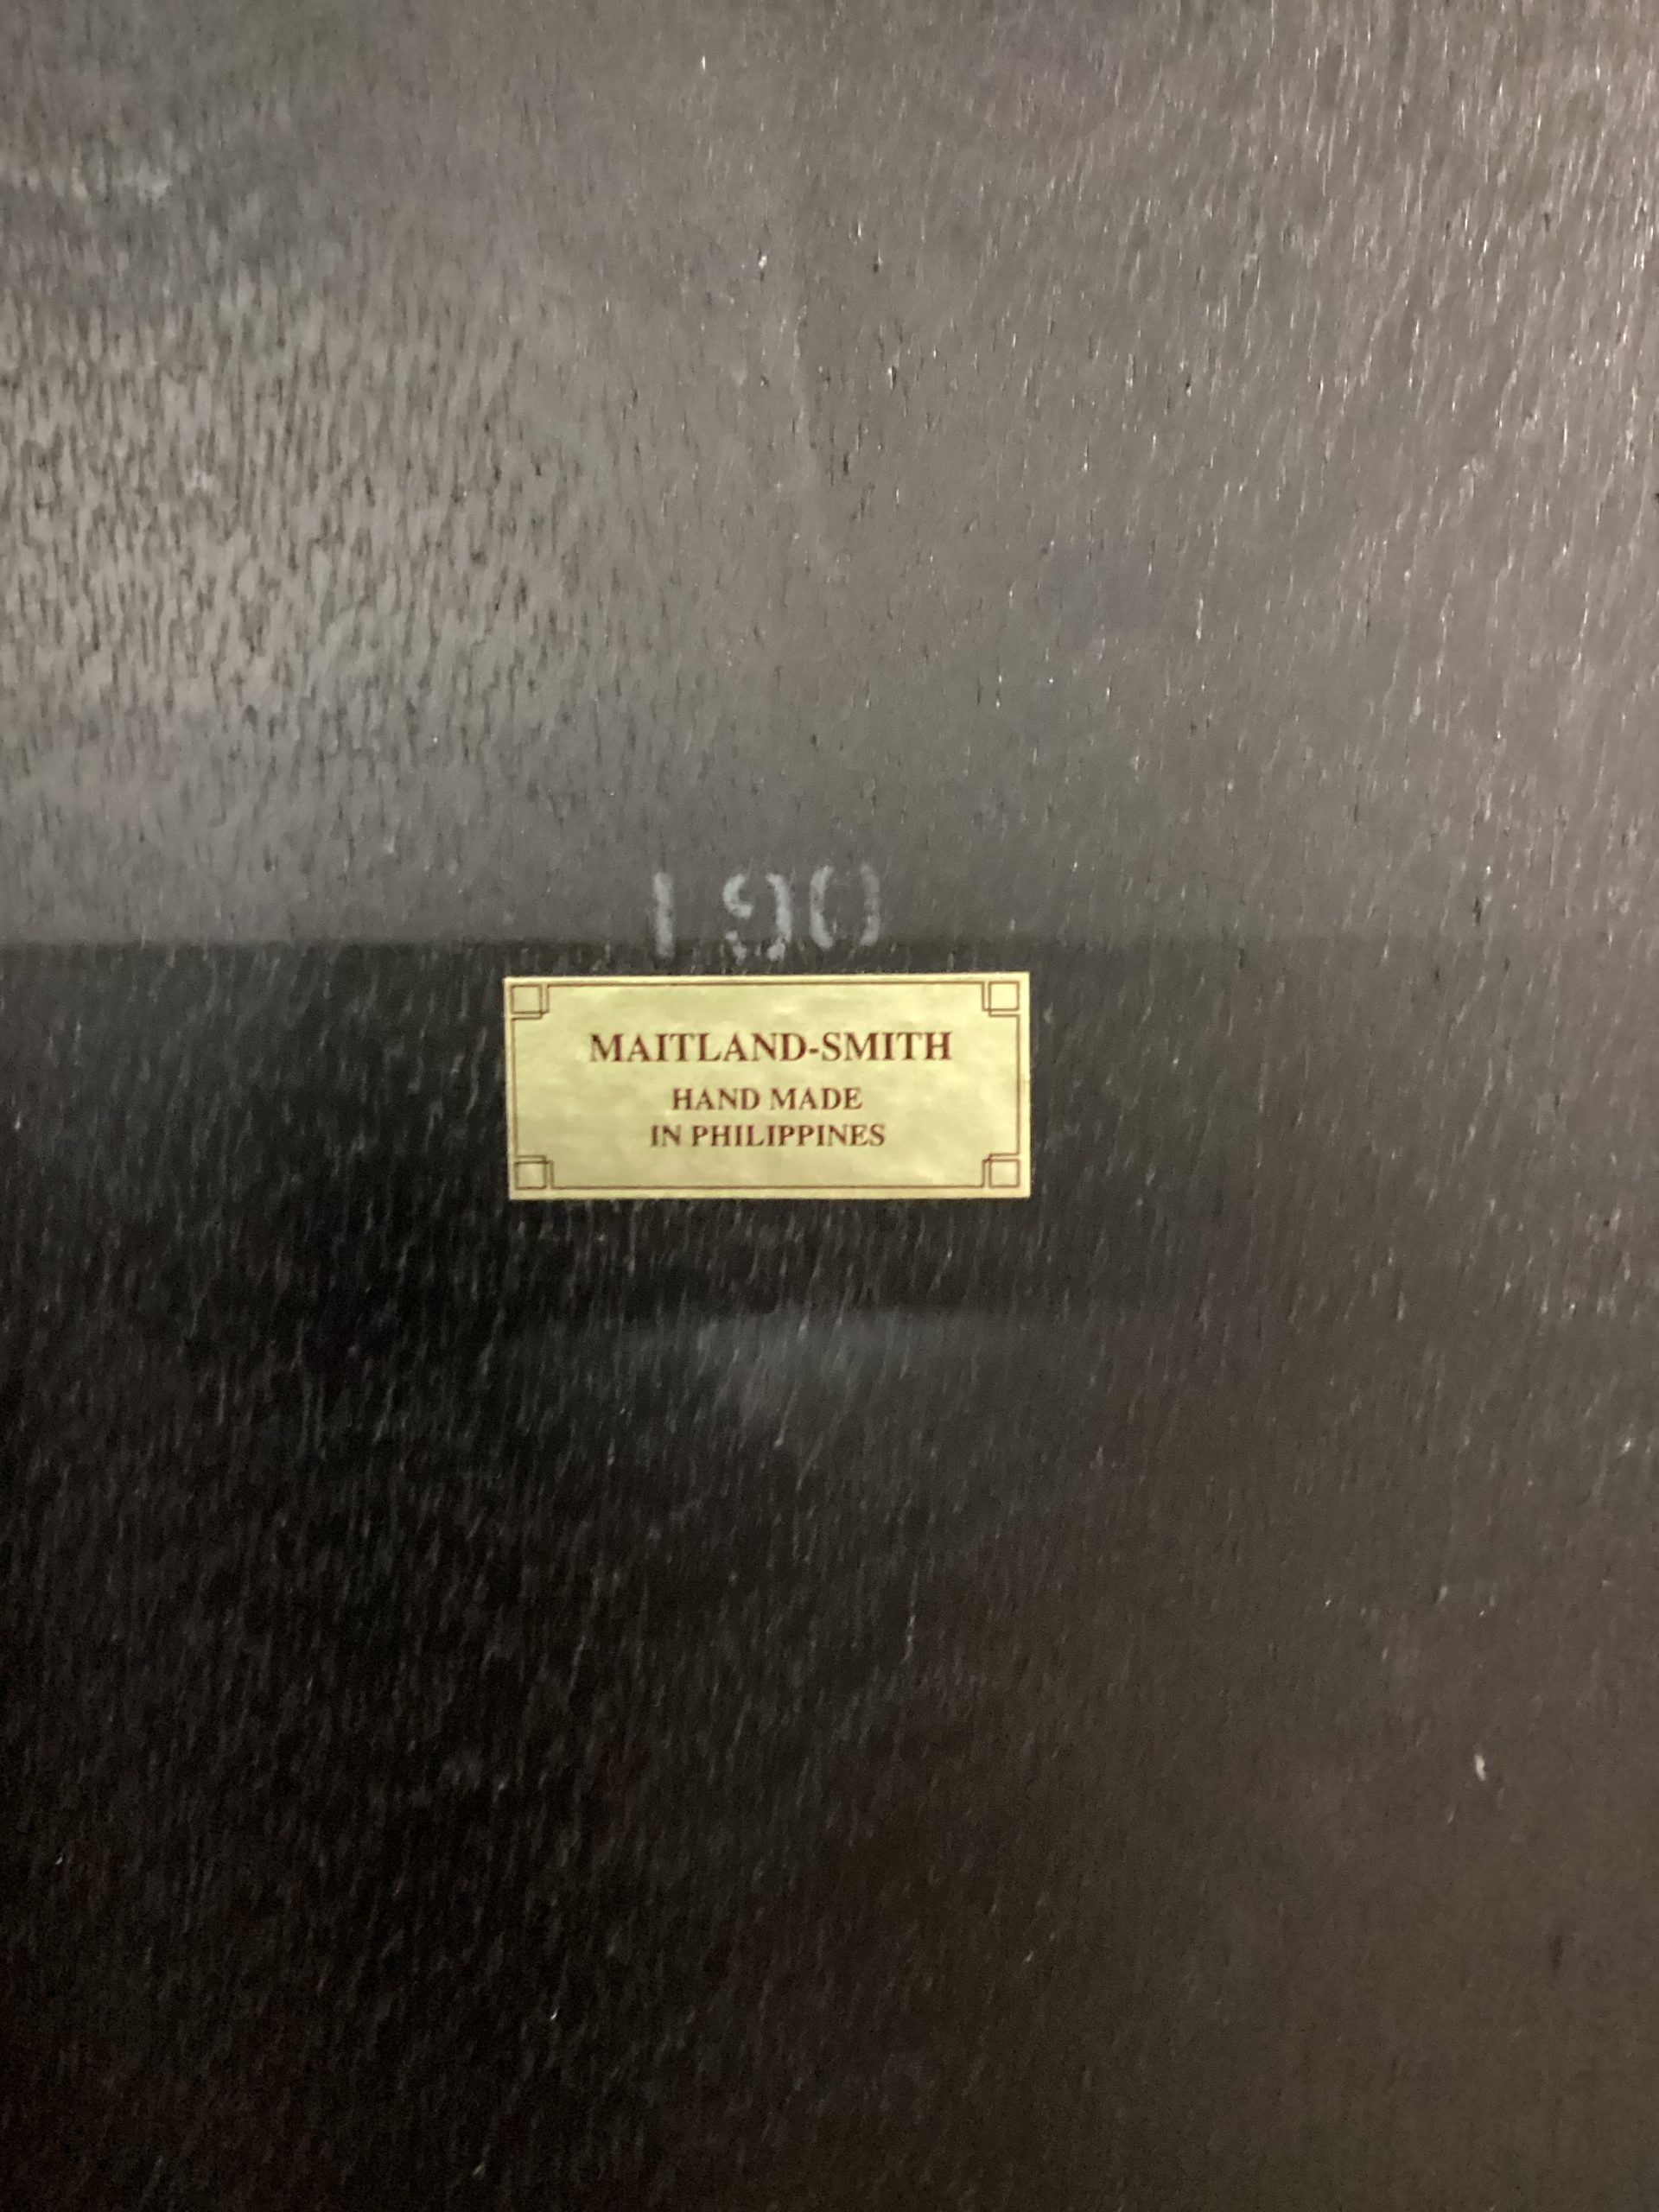 190
MAITLAND-SMITH
HAND MADE
IN PHILIPPINES